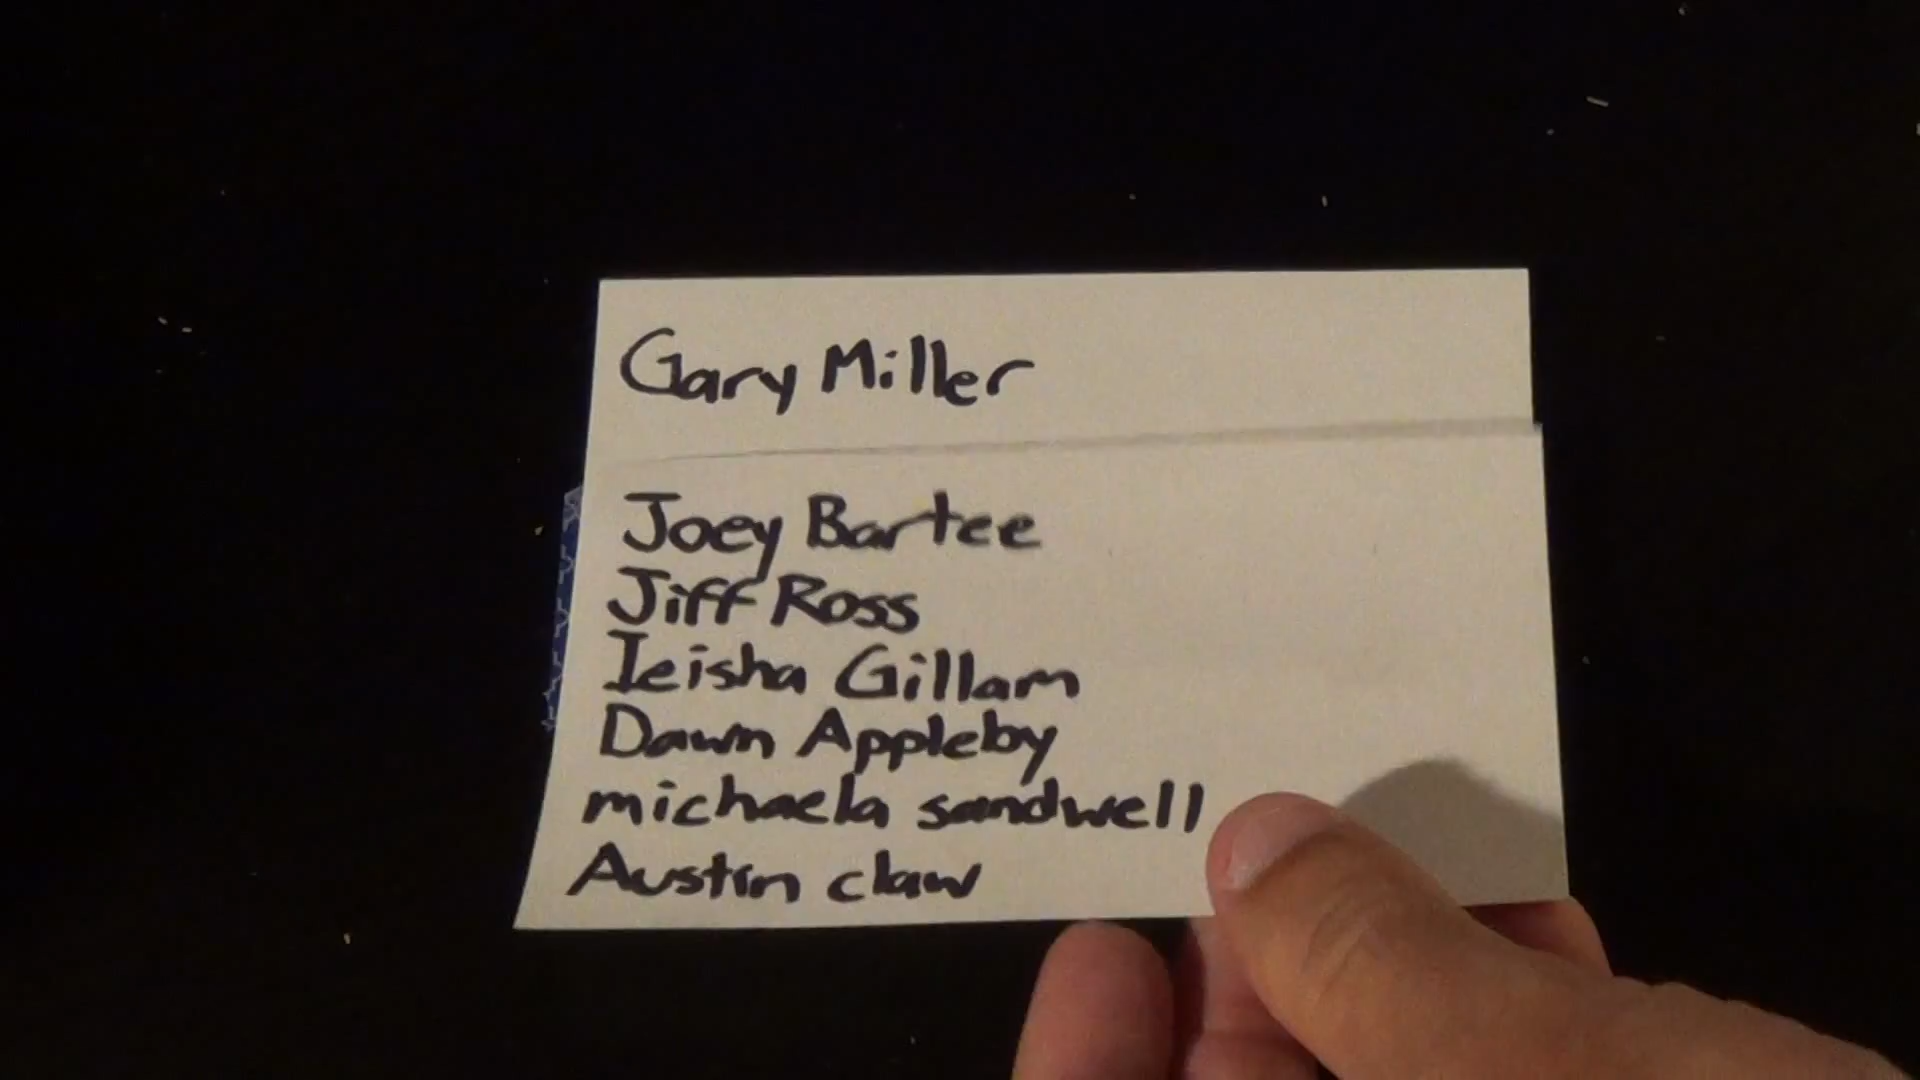 Gary Miller
Joey Bartee
Jiff Ross
Ieisha Gillam
Dawn Appleby
michaela sandwell
Austin claw